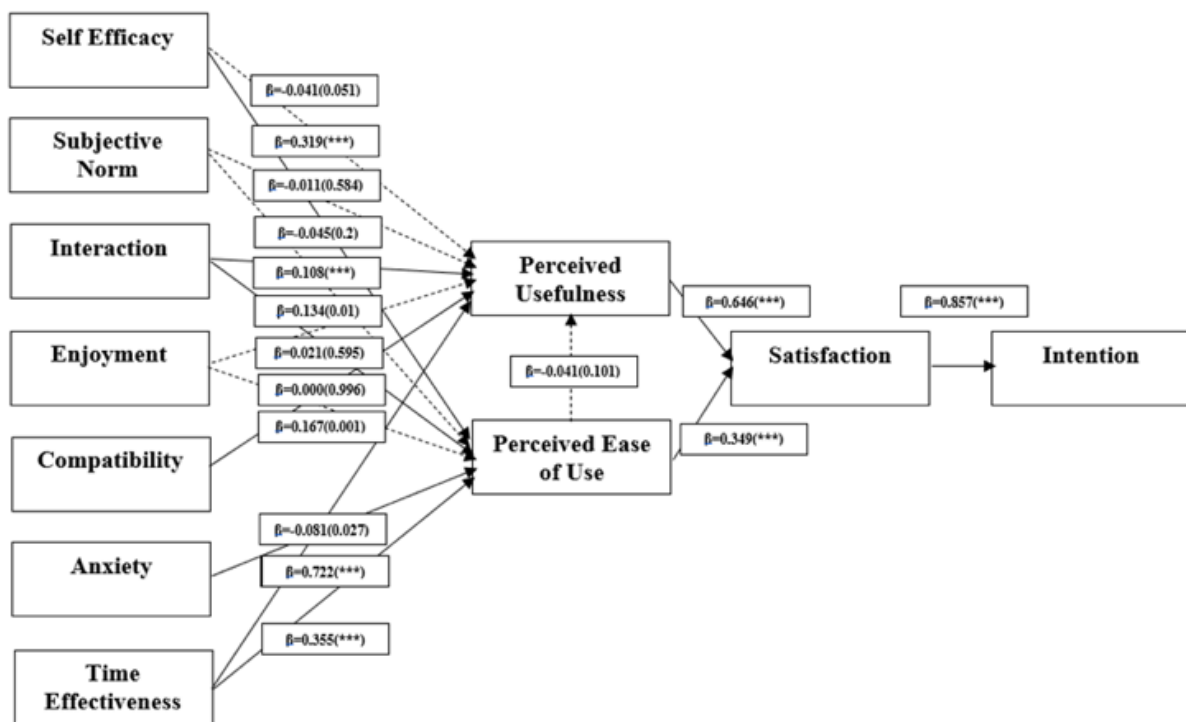 Self Efficacy
Subjective
Norm
Interaction
Enjoyment
Compatibility
Anxiety
Time
Effectiveness
β=-0.041(0.051)
β=0.319(***)
β=-0.011(0.584)
β=-0.045(0.2)
β=0.108(***)
β=0.134(0.01)
β=0.021(0.595)
β=0.000(0.996)
β=0.167(0.001)
β=-0.081(0.027)
β=0.722(***)
β=0.355(***)
Perceived
Usefulness
β=-0.041(0.101)
Perceived Ease
of Use
β=0.646(***)
β=0.349(***)
Satisfaction
β=0.857(***)
Intention